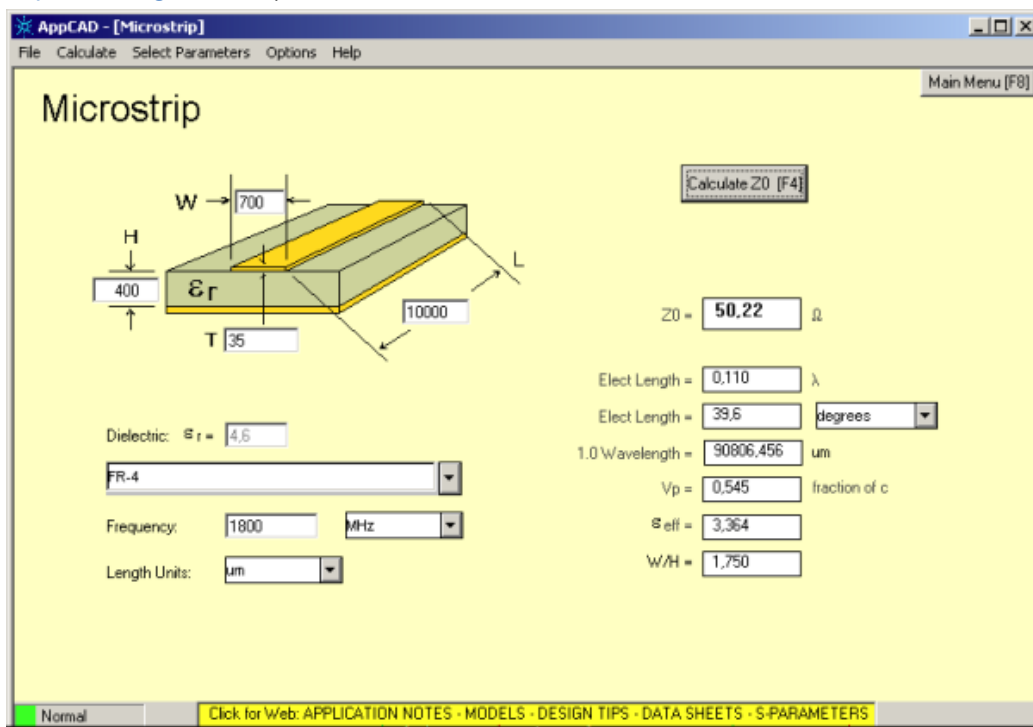 AppCAD - [Microstrip]
File Calculate Select Parameters Options Help
Main Menu [F8]
Microstrip
Calculate Z0 [F4]
W 700
H
400
εr
L
10000
T 35
Z0 = 50,22 Ω
Elect Length = 0,110 λ
Elect Length = 39,6 degrees
1.0 Wavelength = 90806,456 um
Vp = 0,545 fraction of c
εeff = 3,364
W/H = 1,750
Dielectric: εr = 4,6
FR-4
Frequency: 1800 MHz
Length Units: um
Normal
Click for Web: APPLICATION NOTES - MODELS - DESIGN TIPS - DATA SHEETS - S-PARAMETERS